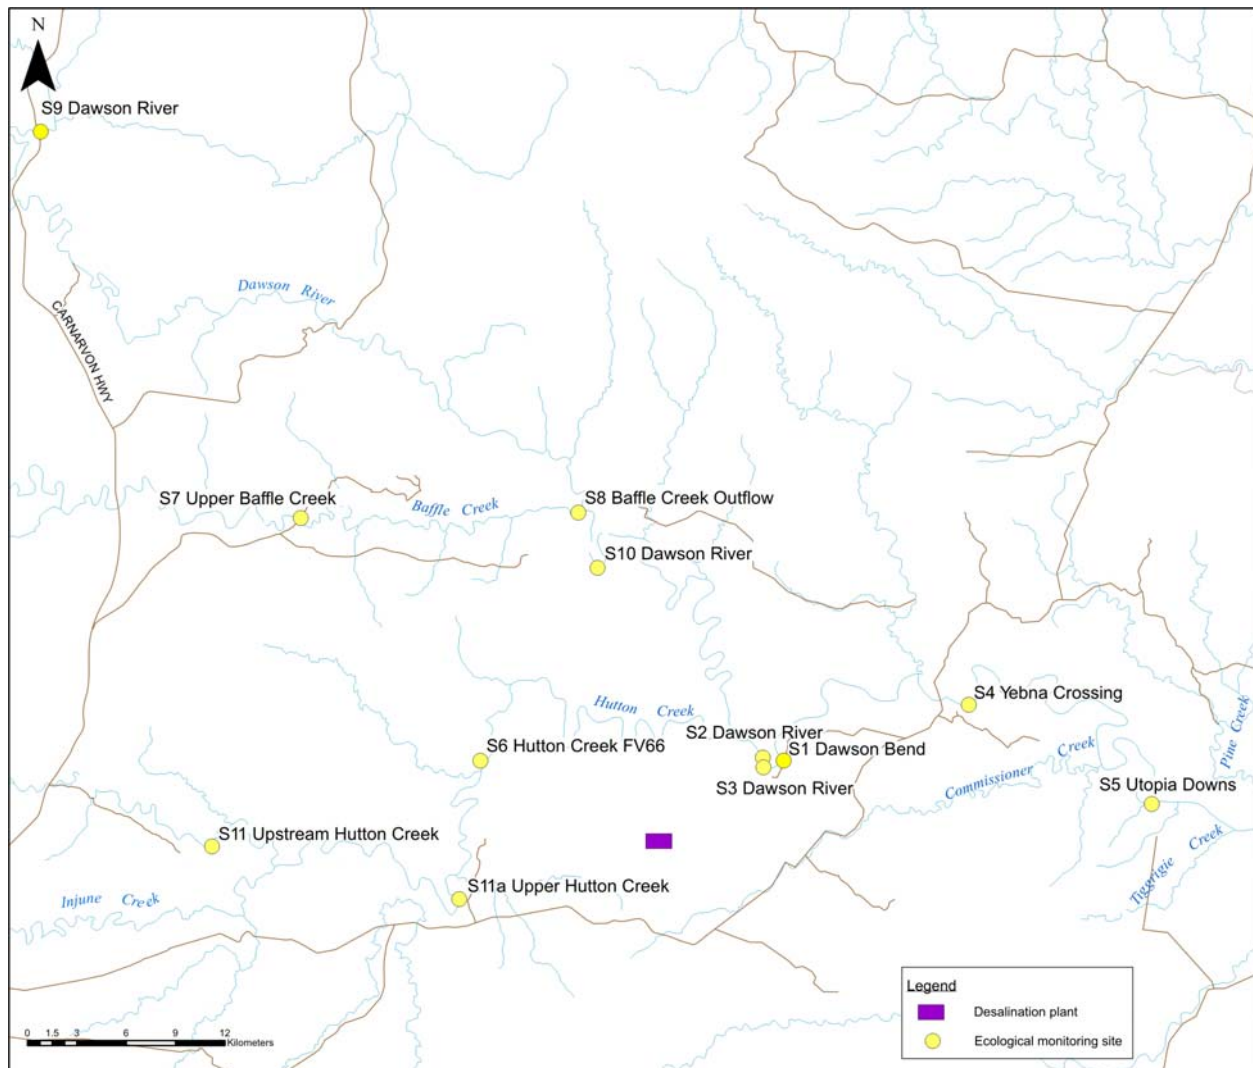 N
S9 Dawson River
Dawson River
CARNARVON HWY
S7 Upper Baffle Creek
Baffle Creek
S8 Baffle Creek Outflow
S10 Dawson River
Hutton Creek
S4 Yebna Crossing
Pine Creek
S2 Dawson River
S6 Hutton Creek FV66
S1 Dawson Bend
Commissioner Creek
S3 Dawson River
S5 Utopia Downs
S11 Upstream Hutton Creek
Tiggrigie Creek
S11a Upper Hutton Creek
Injune Creek
Legend
Desalination plant
Ecological monitoring site
0 1.5 3 6 9 12
Kilometers